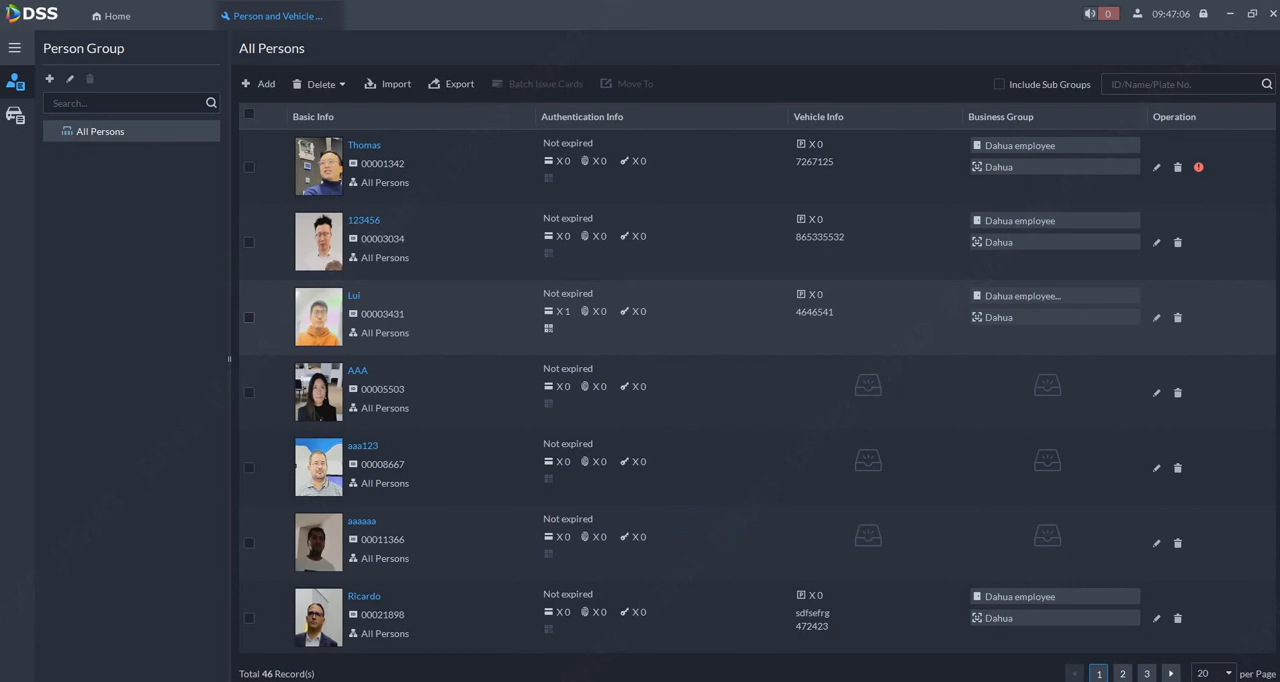 DSS Home Person and Vehicle ... 0 09:47:06
Person Group
All Persons
Add Delete Import Export Batch Issue Cards Move To Include Sub Groups ID/Name/Plate No.
Search...
All Persons
Basic Info Authentication Info Vehicle Info Business Group Operation
Thomas Not expired P X 0 Dahua employee
00001342 X 0 X 0 X 0 7267125 Dahua
All Persons
123456 Not expired P X 0 Dahua employee
00003034 X 0 X 0 X 0 865335532 Dahua
All Persons
Lui Not expired P X 0 Dahua employee...
00003431 X 1 X 0 X 0 4646541 Dahua
All Persons
AAA Not expired
00005503 X 0 X 0 X 0
All Persons
aaa123 Not expired
00008667 X 0 X 0 X 0
All Persons
aaaaaa Not expired
00011366 X 0 X 0 X 0
All Persons
Ricardo Not expired P X 0 Dahua employee
00021898 X 0 X 0 X 0 sdfsefrg Dahua
All Persons 472423
Total 46 Record(s) 1 2 3 20 per Page